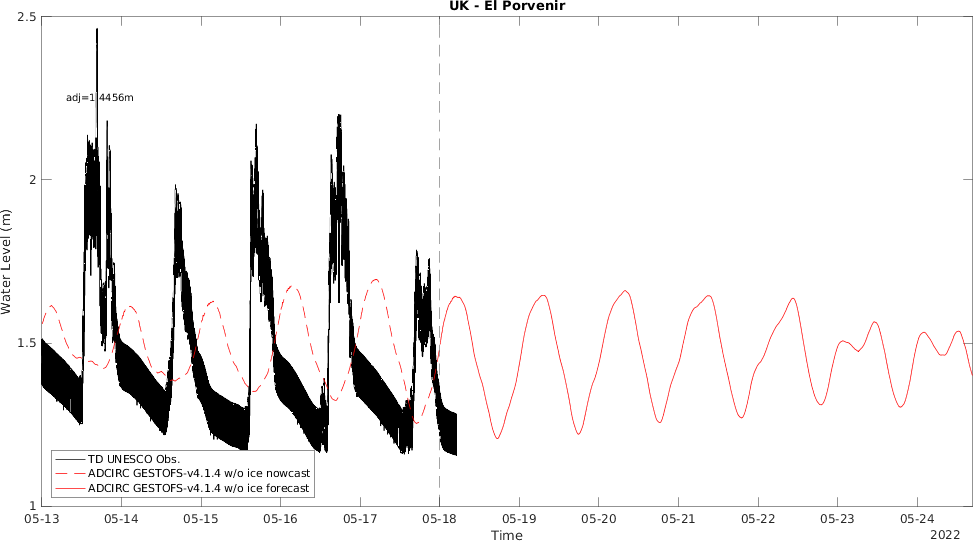 UK - El Porvenir
2.5
adj=1.4456m
2
Water Level (m)
1.5
TD UNESCO Obs.
ADCIRC GESTOFS-v4.1.4 w/o ice nowcast
ADCIRC GESTOFS-v4.1.4 w/o ice forecast
1
05-13 05-14 05-15 05-16 05-17 05-18 05-19 05-20 05-21 05-22 05-23 05-24
Time
2022